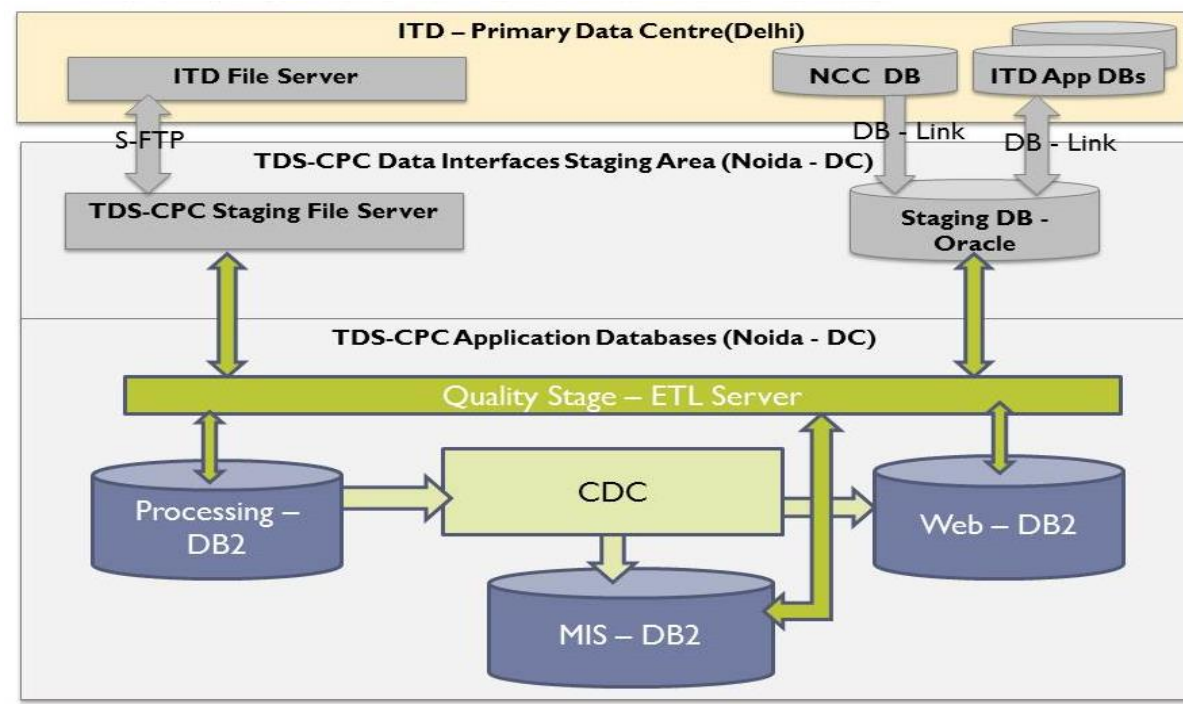 ITD – Primary Data Centre(Delhi)
ITD File Server
NCC DB
ITD App DBs
S-FTP
DB - Link
DB - Link
TDS-CPC Data Interfaces Staging Area (Noida - DC)
TDS-CPC Staging File Server
Staging DB -
Oracle
TDS-CPC Application Databases (Noida - DC)
Quality Stage – ETL Server
Processing –
DB2
CDC
Web – DB2
MIS – DB2